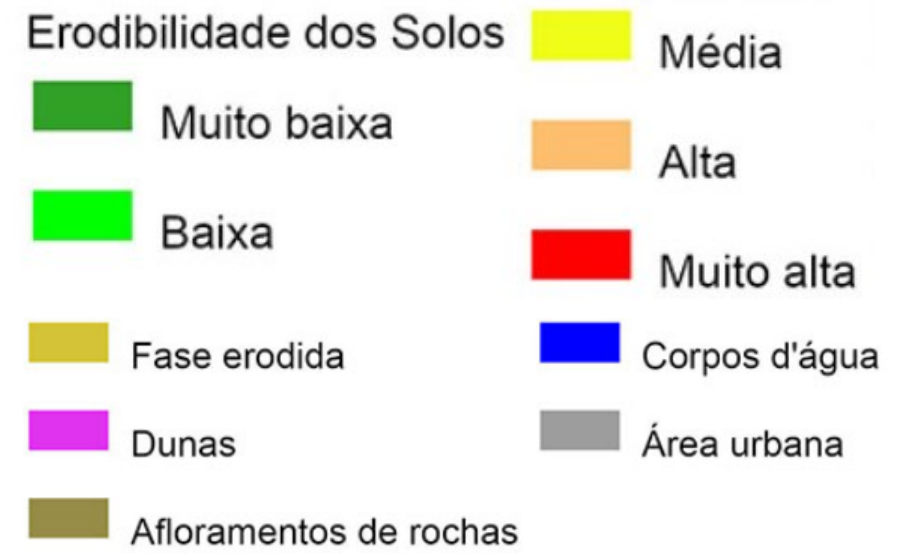 Erodibilidade dos Solos
Muito baixa
Baixa
Média
Alta
Muito alta
Fase erodida
Dunas
Afloramentos de rochas
Corpos d'água
Área urbana